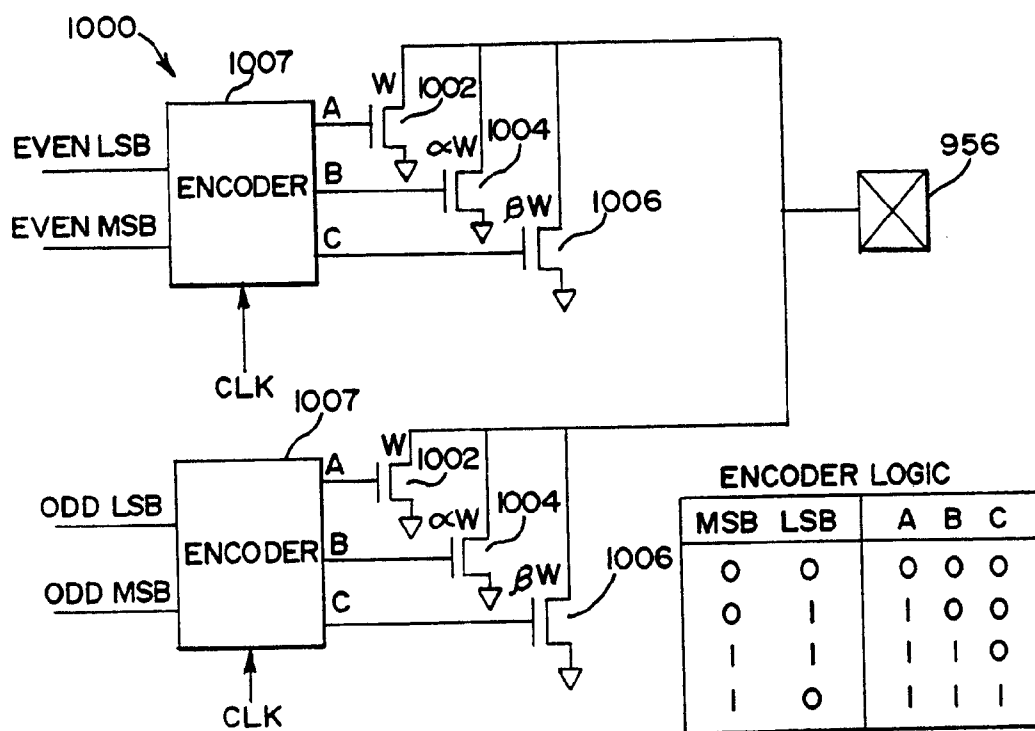 1000
1007
A
W
1002
EVEN LSB
ENCODER
B
αW
1004
956
EVEN MSB
C
βW
1006
CLK
1007
A
W
1002
ODD LSB
ENCODER
B
αW
1004
ODD MSB
C
βW
1006
CLK
ENCODER LOGIC
MSB LSB A B C
0 0 0 0 0
0 1 1 0 0
1 1 1 1 0
1 0 1 1 1